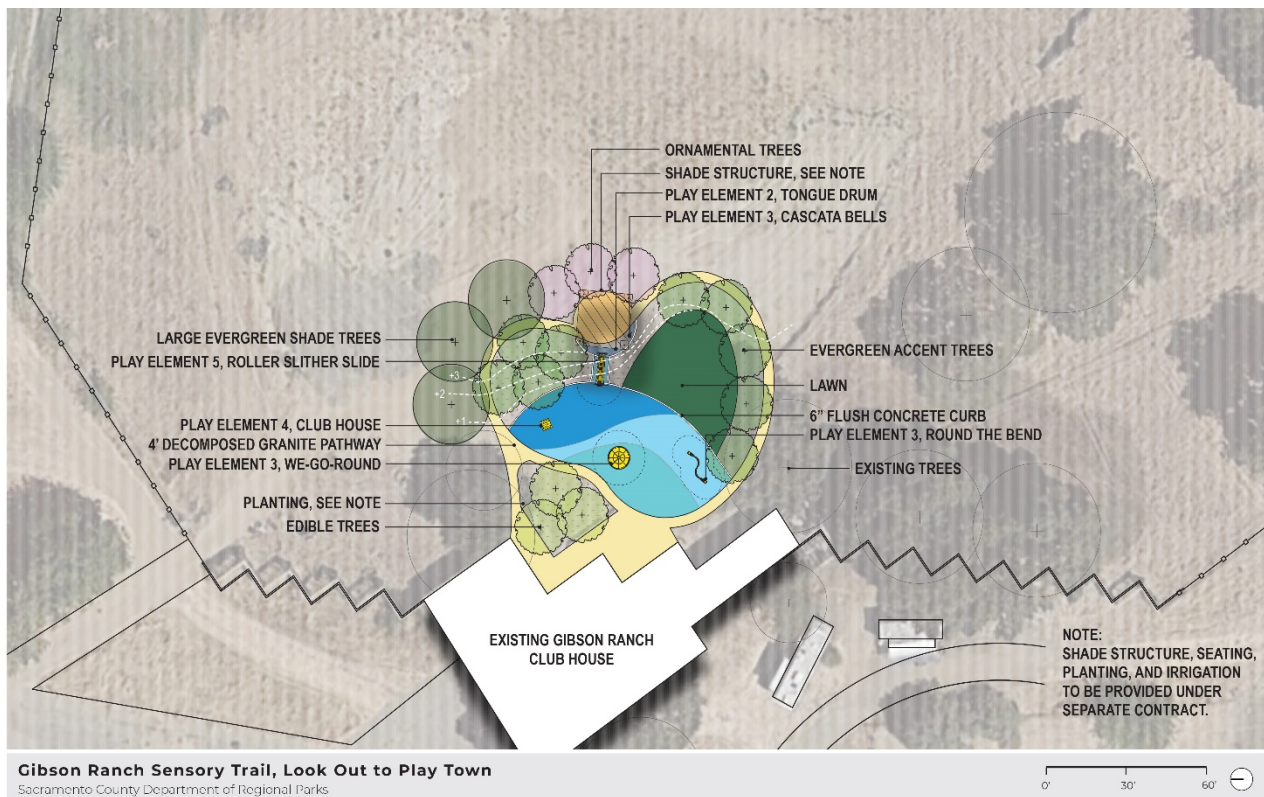 ORNAMENTAL TREES
SHADE STRUCTURE, SEE NOTE
PLAY ELEMENT 2, TONGUE DRUM
PLAY ELEMENT 3, CASCATA BELLS
LARGE EVERGREEN SHADE TREES
PLAY ELEMENT 5, ROLLER SLITHER SLIDE
+3
+2
+1
PLAY ELEMENT 4, CLUB HOUSE
4' DECOMPOSED GRANITE PATHWAY
PLAY ELEMENT 3, WE-GO-ROUND
PLANTING, SEE NOTE
EDIBLE TREES
EVERGREEN ACCENT TREES
LAWN
6" FLUSH CONCRETE CURB
PLAY ELEMENT 3, ROUND THE BEND
EXISTING TREES
EXISTING GIBSON RANCH
CLUB HOUSE
NOTE:
SHADE STRUCTURE, SEATING,
PLANTING, AND IRRIGATION
TO BE PROVIDED UNDER
SEPARATE CONTRACT.
Gibson Ranch Sensory Trail, Look Out to Play Town
Sacramento County Department of Regional Parks
0' 30' 60'